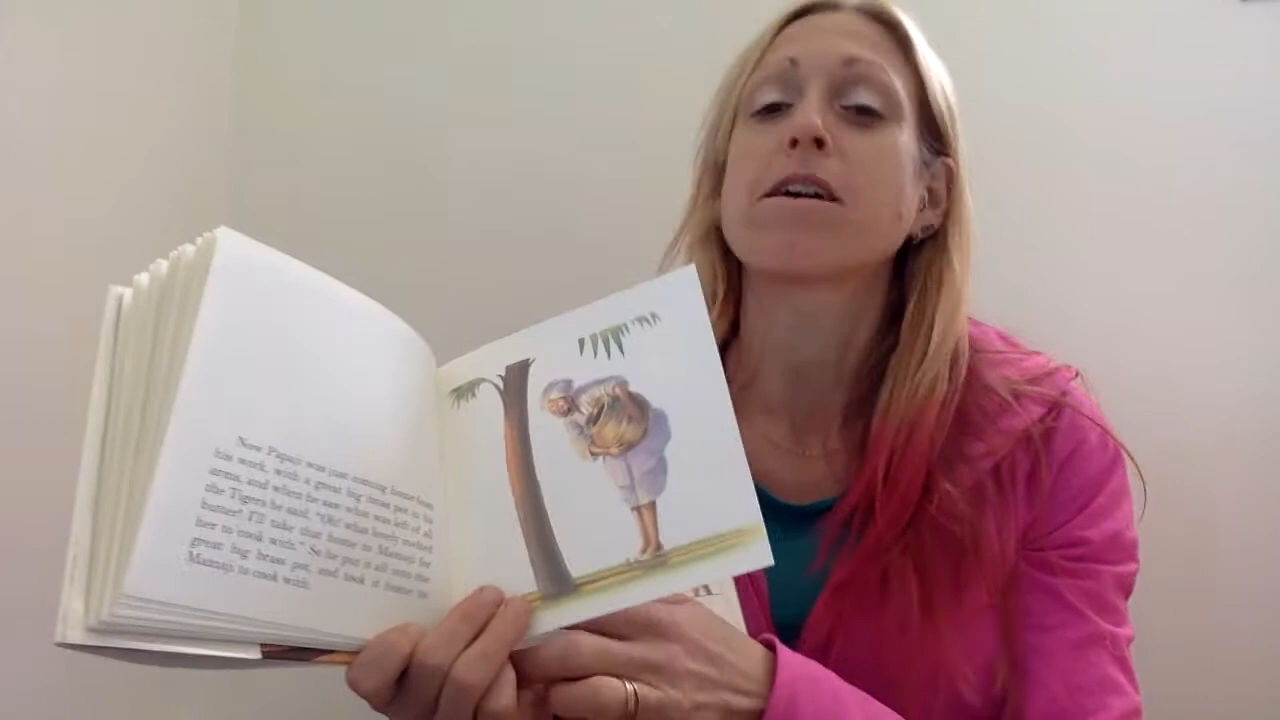 Now Papaji was just coming home from
his work, with a great big brass pot in his
arms, and when he saw what was left of all
the Tigers he said, "Oh! what lovely melted
butter! I'll take that home to Mamaji for
her to cook with." So he put it all into the
great big brass pot, and took it home to
Mamaji to cook with.